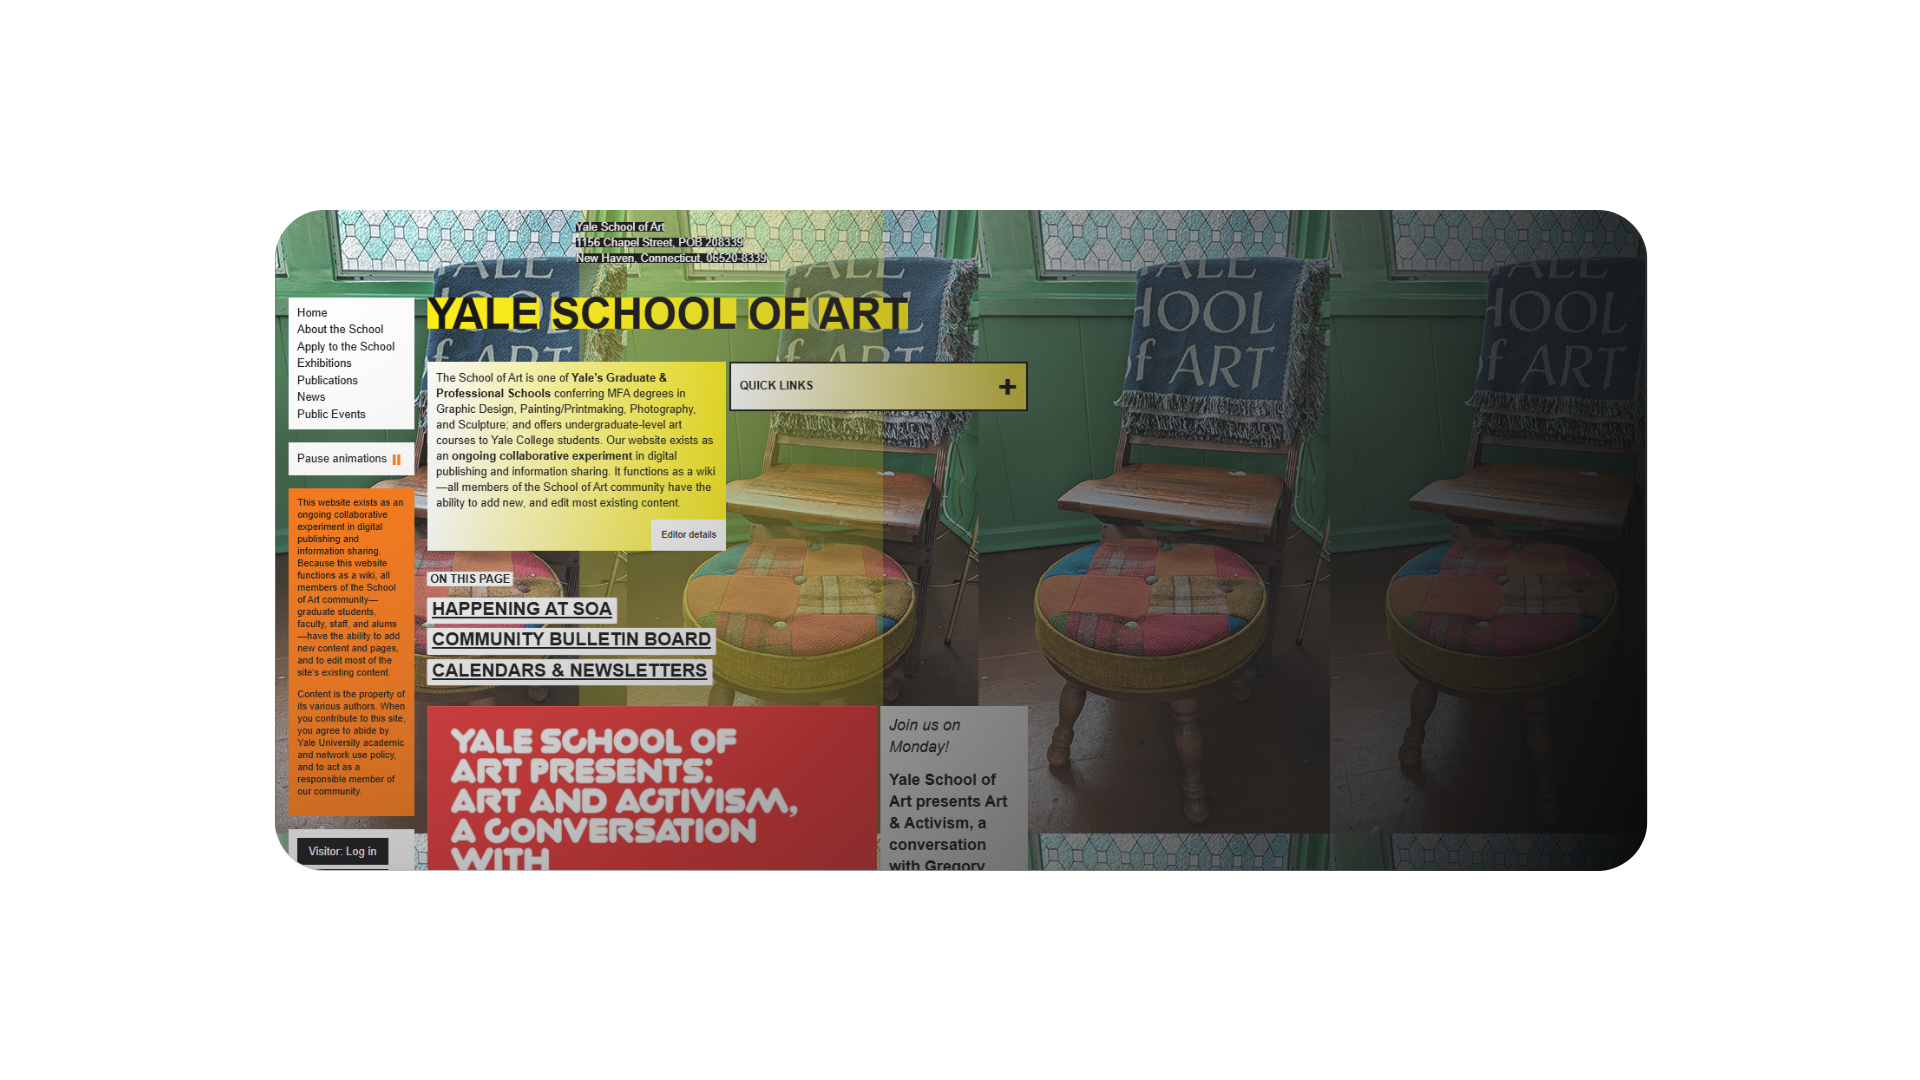 Yale School of Art
1156 Chapel Street, POB 208339
New Haven, Connecticut, 06520-8339
YALE SCHOOL OF ART
Home
About the School
Apply to the School
Exhibitions
Publications
News
Public Events
Pause animations
This website exists as an
ongoing collaborative
experiment in digital
publishing and
information sharing.
Because this website
functions as a wiki, all
members of the School
of Art community—
graduate students,
faculty, staff, and alums
—have the ability to add
new content and pages,
and to edit most of the
site's existing content.
Content is the property of
its various authors. When
you contribute to this site,
you agree to abide by
Yale University academic
and network use policy,
and to act as a
responsible member of
our community.
Visitor: Log in
The School of Art is one of Yale's Graduate &
Professional Schools conferring MFA degrees in
Graphic Design, Painting/Printmaking, Photography,
and Sculpture; and offers undergraduate-level art
courses to Yale College students. Our website exists as
an ongoing collaborative experiment in digital
publishing and information sharing. It functions as a wiki
—all members of the School of Art community have the
ability to add new, and edit most existing content.
Editor details
QUICK LINKS
+
ON THIS PAGE
HAPPENING AT SOA
COMMUNITY BULLETIN BOARD
CALENDARS & NEWSLETTERS
YALE SCHOOL OF
ART PRESENTS:
ART AND ACTIVISM,
A CONVERSATION
WITH
Join us on
Monday!
Yale School of
Art presents Art
& Activism, a
conversation
with Gregory
HOOL
of ART
HOOL
of ART